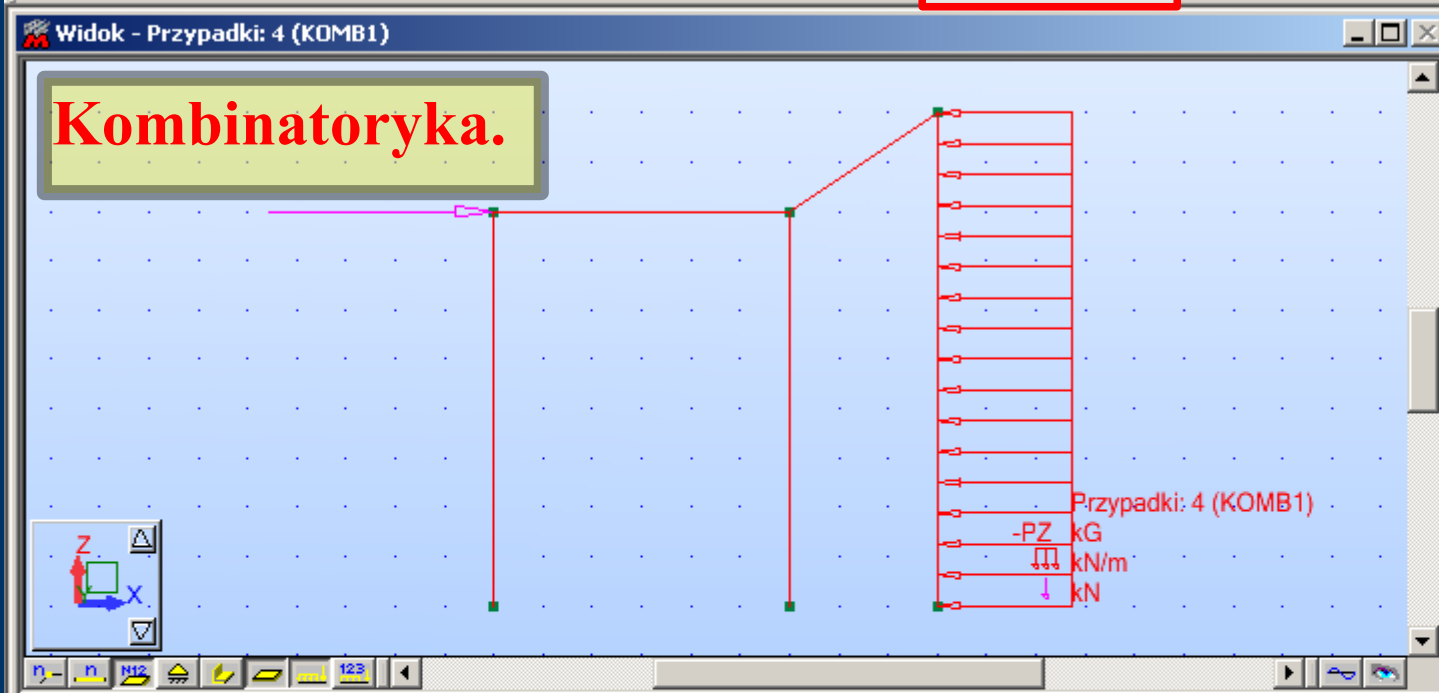 Widok - Przypadki: 4 (KOMB1)
Kombinatoryka.
Przypadki: 4 (KOMB1)
-PZ kG
kN/m
kN
Z
Y
X
n- n N12 123